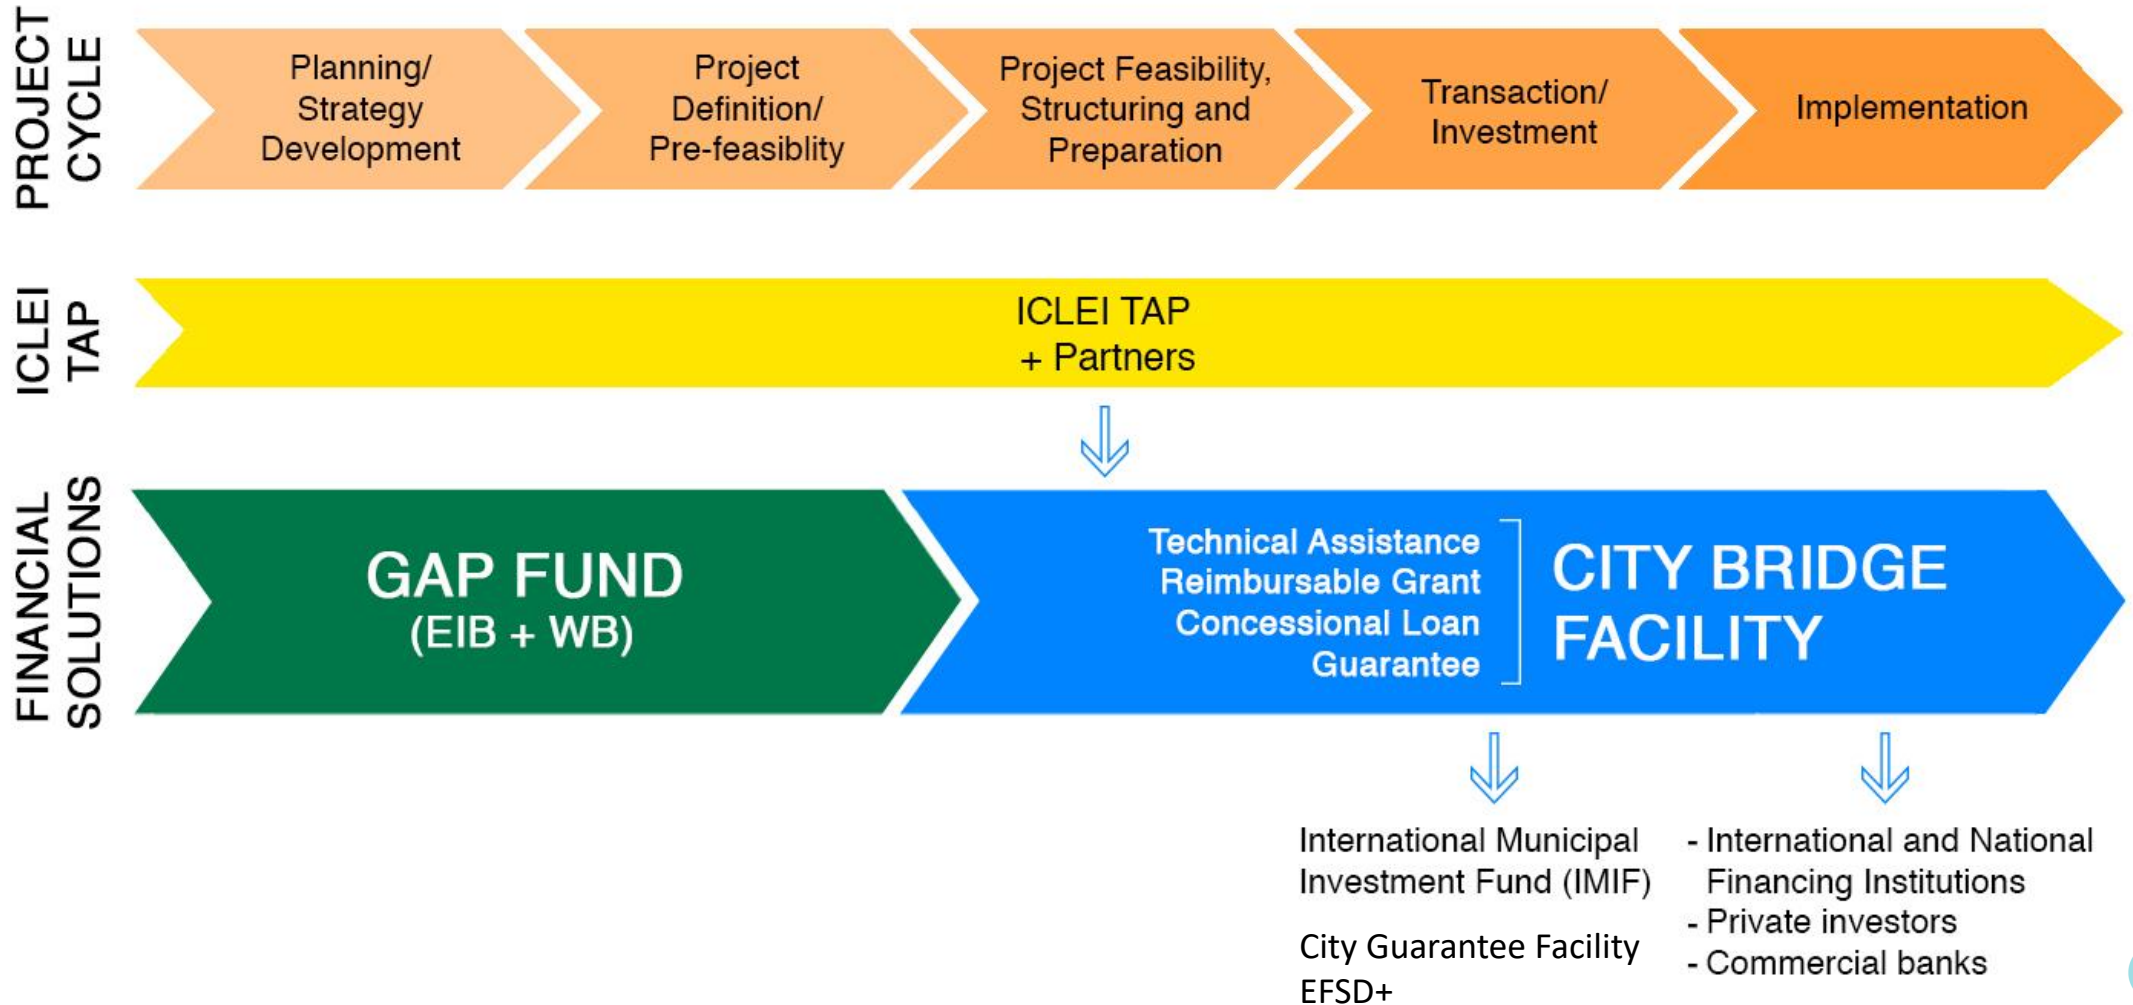 PROJECT
CYCLE
Planning/
Strategy
Development
Project
Definition/
Pre-feasiblity
Project Feasibility,
Structuring and
Preparation
Transaction/
Investment
Implementation
ICLEI
TAP
ICLEI TAP
+ Partners
FINANCIAL
SOLUTIONS
GAP FUND
(EIB + WB)
Technical Assistance
Reimbursable Grant
Concessional Loan
Guarantee
CITY BRIDGE
FACILITY
International Municipal
Investment Fund (IMIF)
City Guarantee Facility
EFSD+
- International and National
Financing Institutions
- Private investors
- Commercial banks